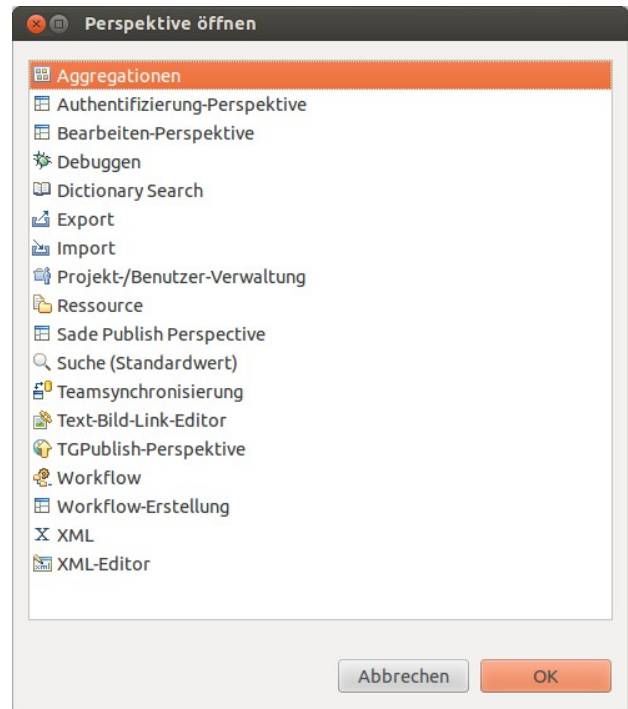 Perspektive öffnen
Aggregationen
Authentifizierung-Perspektive
Bearbeiten-Perspektive
Debuggen
Dictionary Search
Export
Import
Projekt-/Benutzer-Verwaltung
Ressource
Sade Publish Perspective
Suche (Standardwert)
Teamsynchronisierung
Text-Bild-Link-Editor
TGPublish-Perspektive
Workflow
Workflow-Erstellung
XML
XML-Editor
Abbrechen OK